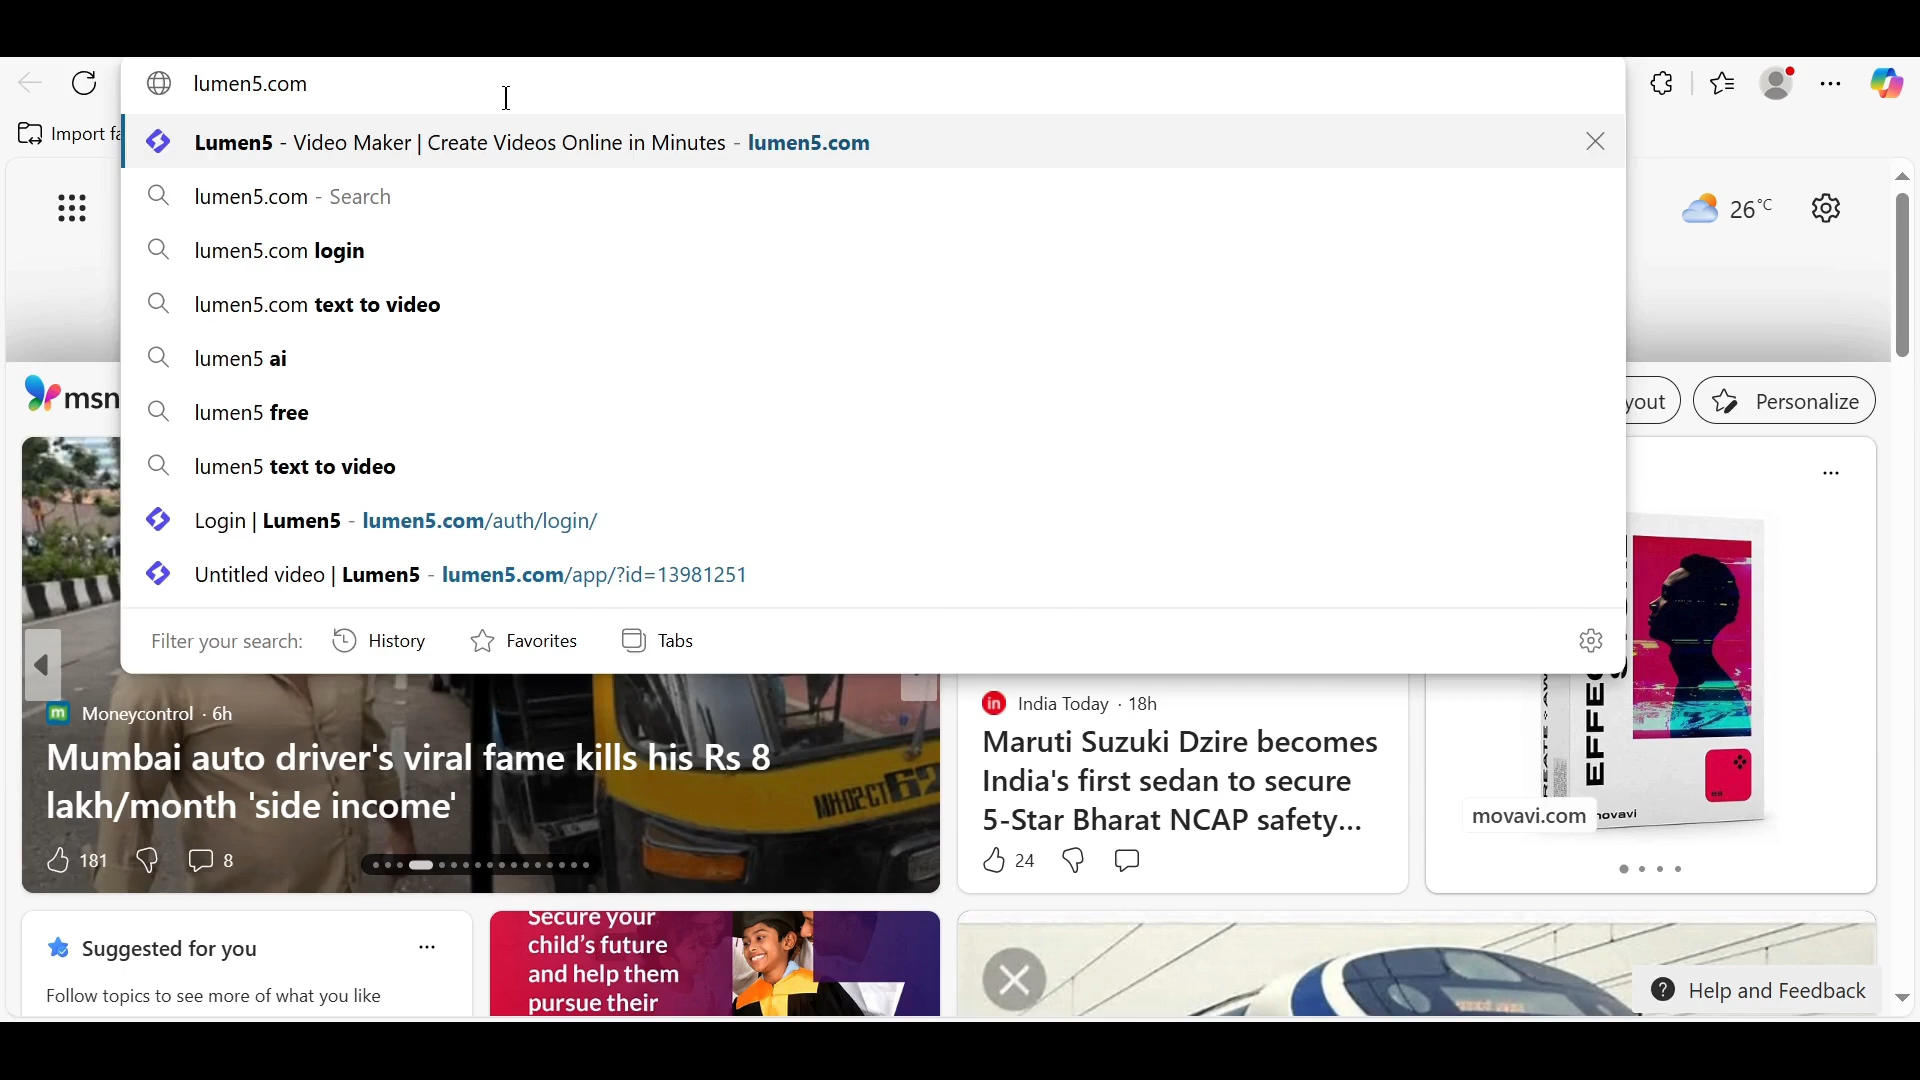 lumen5.com
Import fa
Lumen5 - Video Maker | Create Videos Online in Minutes - lumen5.com
lumen5.com - Search
lumen5.com login
lumen5.com text to video
lumen5 ai
lumen5 free
lumen5 text to video
Login | Lumen5 - lumen5.com/auth/login/
Untitled video | Lumen5 - lumen5.com/app/?id=13981251
Filter your search: History Favorites Tabs
26°C
msn
yout
Personalize
Moneycontrol · 6h
Mumbai auto driver's viral fame kills his Rs 8
lakh/month 'side income'
181 8
MH02CT62
India Today · 18h
Maruti Suzuki Dzire becomes
India's first sedan to secure
5-Star Bharat NCAP safety...
24
EFFEC
movavi
movavi.com
Suggested for you
Follow topics to see more of what you like
Secure your
child's future
and help them
pursue their
Help and Feedback